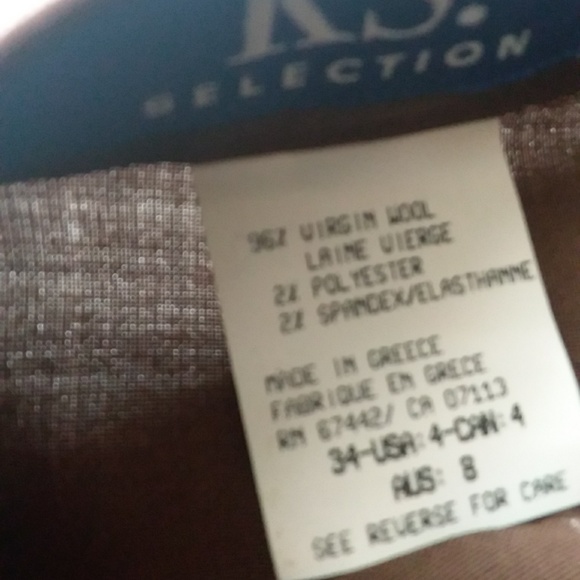 RS.
SELECTION
96% VIRGIN WOOL
LAINE VIERGE
2% POLYESTER
2% SPANDEX/ELASTHANNE
MADE IN GREECE
FABRIQUE EN GRECE
RN 67442/ CA 07113
34-USA:4-CAN:4
AUS: 8
SEE REVERSE FOR CARE